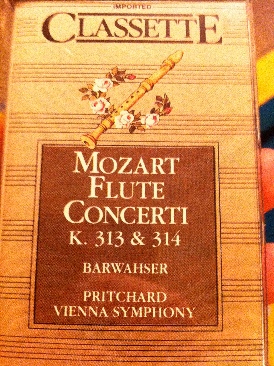 IMPORTED
CLASSETTE
MOZART
FLUTE
CONCERTI
K. 313 & 314
BARWAHSER
PRITCHARD
VIENNA SYMPHONY